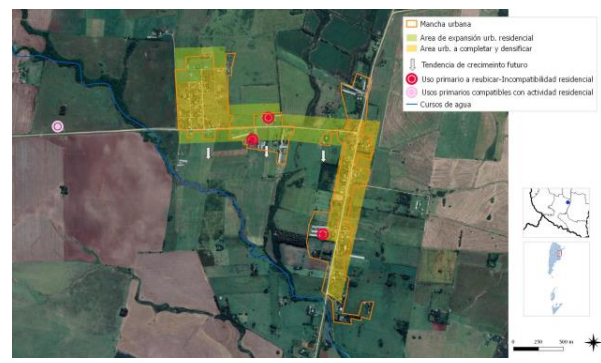 Mancha urbana
Area de expansión urb. residencial
Area urb. a completar y densificar
Tendencia de crecimeinto futuro
Uso primario a reubicar-Incompatibilidad residencial
Usos primarios compatibles con actividad residencial
Cursos de agua
0 250 500 m